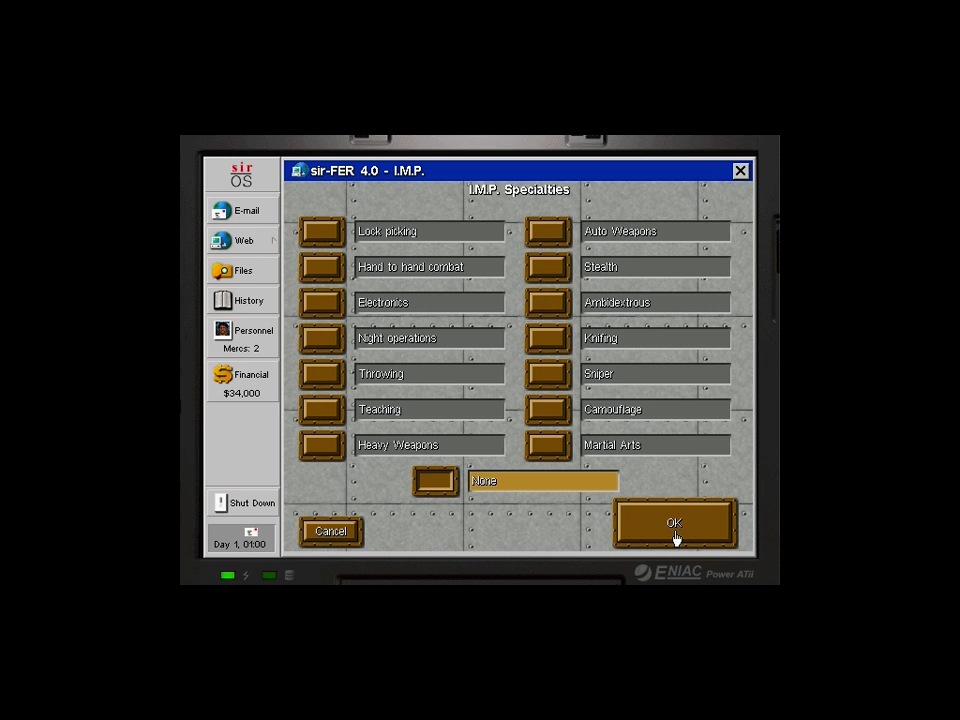 sir-FER 4.0 - I.M.P.
sir
OS
E-mail
Web
Files
History
Personnel
Mercs: 2
Financial
$34,000
Shut Down
Day 1, 01:00
I.M.P. Specialties
Lock picking
Auto Weapons
Hand to hand combat
Stealth
Electronics
Ambidextrous
Night operations
Knifing
Throwing
Sniper
Teaching
Camouflage
Heavy Weapons
Martial Arts
None
Cancel
OK
ENIAC Power ATii